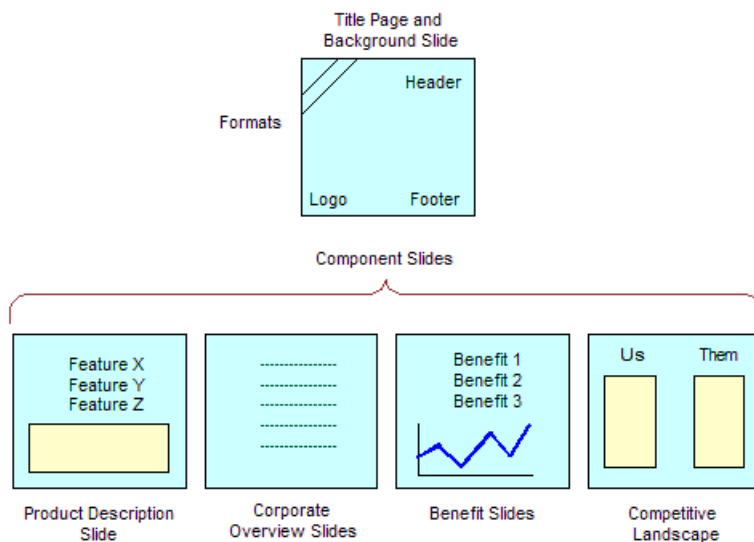 Title Page and
Background Slide
Header
Formats
Logo
Footer
Component Slides
Feature X
Feature Y
Feature Z
Benefit 1
Benefit 2
Benefit 3
Us
Them
Product Description
Slide
Corporate
Overview Slides
Benefit Slides
Competitive
Landscape